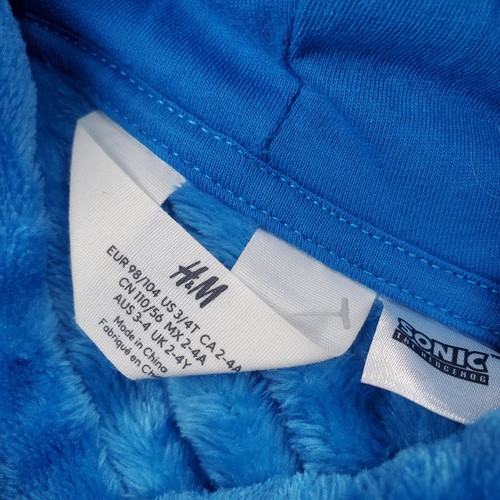 H&M
EUR 98/104 US 3/4T CA 2-4A
CN 110/56 MX 2-4A
AUS 3-4 UK 2-4Y
Made in China
Fabriqué en Ch
SONIC
THE HEDGEHOG